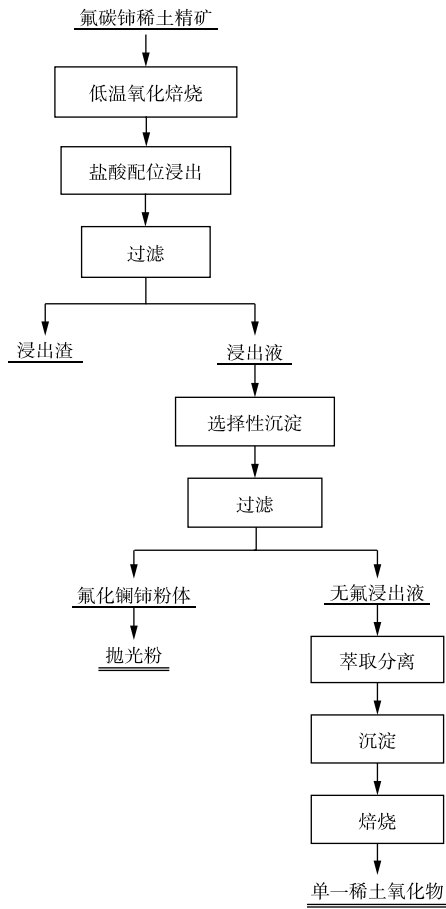 氟碳铈稀土精矿
低温氧化焙烧
盐酸配位浸出
过滤
浸出渣
浸出液
选择性沉淀
过滤
氟化镧铈粉体
无氟浸出液
抛光粉
萃取分离
沉淀
焙烧
单一稀土氧化物